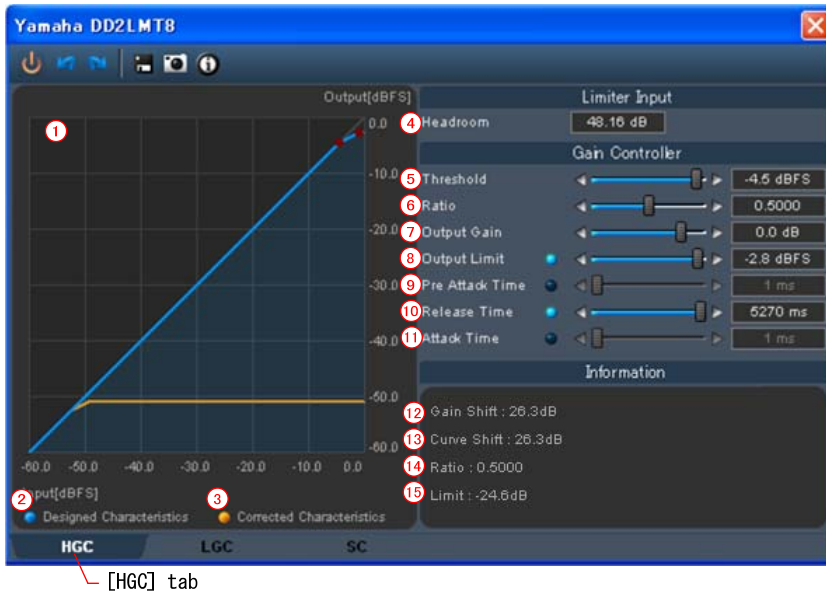 Yamaha DD2LMT8
Output[dBFS]
1
0.0
-10.0
-20.0
-30.0
-40.0
-50.0
-60.0
-60.0 -50.0 -40.0 -30.0 -20.0 -10.0 0.0
Input[dBFS]
2 Designed Characteristics 3 Corrected Characteristics
Limiter Input
4 Headroom 48.16 dB
Gain Controller
5 Threshold -4.5 dBFS
6 Ratio 0.5000
7 Output Gain 0.0 dB
8 Output Limit -2.8 dBFS
9 Pre Attack Time 1 ms
10 Release Time 5270 ms
11 Attack Time 1 ms
Information
12 Gain Shift : 26.3dB
13 Curve Shift : 26.3dB
14 Ratio : 0.5000
15 Limit : -24.6dB
HGC LGC SC
[HGC] tab